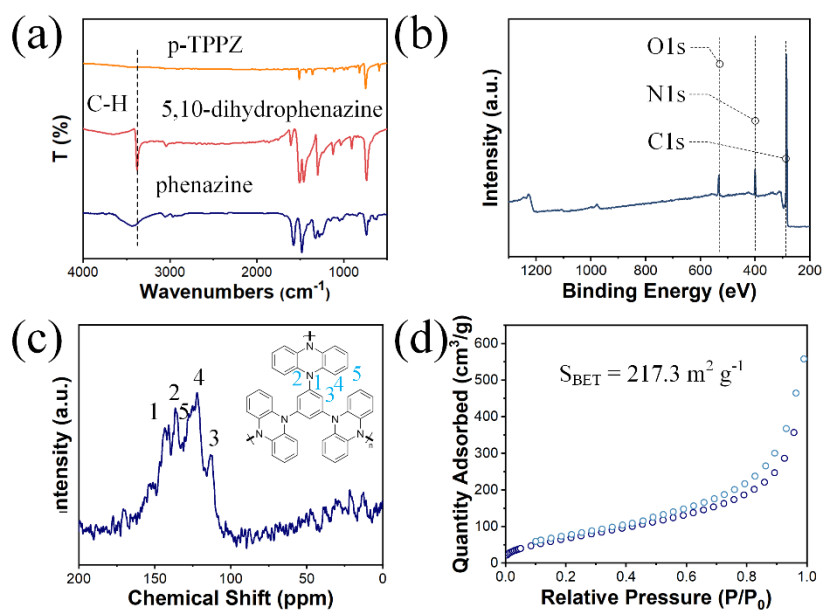 (a)
p-TPPZ
C-H
5,10-dihydrophenazine
phenazine
T (%)
4000 3000 2000 1000
Wavenumbers (cm⁻¹)
(b)
O1s
N1s
C1s
Intensity (a.u.)
1200 1000 800 600 400 200
Binding Energy (eV)
(c)
1 2 5 4 3
N
N
2 1 4 5
3
N N
N N
n
ntensity (a.u.)
200 150 100 50 0
Chemical Shift (ppm)
(d)
S_BET = 217.3 m² g⁻¹
600
500
400
300
200
100
0
Quantity Adsorbed (cm³/g)
0.0 0.2 0.4 0.6 0.8 1.0
Relative Pressure (P/P₀)